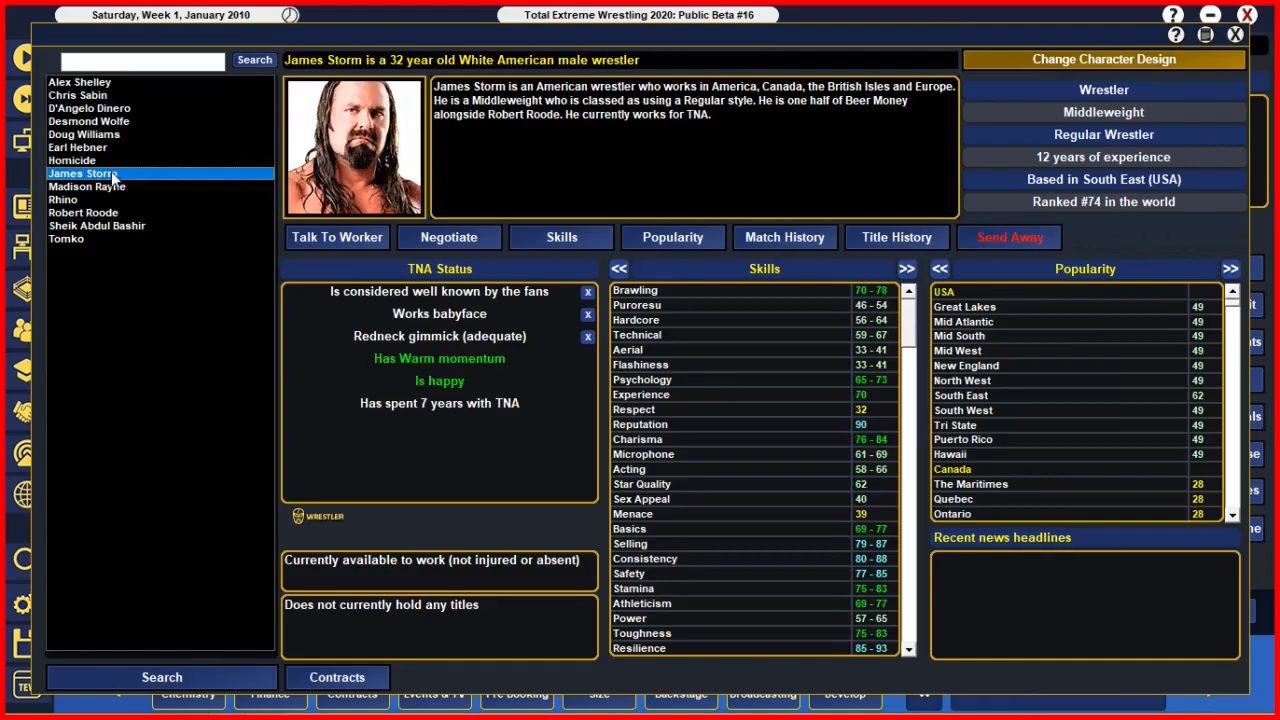 Saturday, Week 1, January 2010
Total Extreme Wrestling 2020: Public Beta #16
Search
James Storm is a 32 year old White American male wrestler
Change Character Design
Alex Shelley
Chris Sabin
D'Angelo Dinero
Desmond Wolfe
Doug Williams
Earl Hebner
Homicide
James Storm
Madison Rayne
Rhino
Robert Roode
Sheik Abdul Bashir
Tomko
James Storm is an American wrestler who works in America, Canada, the British Isles and Europe.
He is a Middleweight who is classed as using a Regular style. He is one half of Beer Money
alongside Robert Roode. He currently works for TNA.
Wrestler
Middleweight
Regular Wrestler
12 years of experience
Based in South East (USA)
Ranked #74 in the world
Talk To Worker
Negotiate
Skills
Popularity
Match History
Title History
Send Away
TNA Status
Is considered well known by the fans x
Works babyface x
Redneck gimmick (adequate) x
Has Warm momentum
Is happy
Has spent 7 years with TNA
WRESTLER
Currently available to work (not injured or absent)
Does not currently hold any titles
<< Skills >>
Brawling 70 - 78
Puroresu 46 - 54
Hardcore 56 - 64
Technical 59 - 67
Aerial 33 - 41
Flashiness 33 - 41
Psychology 65 - 73
Experience 70
Respect 32
Reputation 90
Charisma 76 - 84
Microphone 61 - 69
Acting 58 - 66
Star Quality 62
Sex Appeal 40
Menace 39
Basics 69 - 77
Selling 79 - 87
Consistency 80 - 88
Safety 77 - 85
Stamina 75 - 83
Athleticism 69 - 77
Power 57 - 65
Toughness 75 - 83
Resilience 85 - 93
<< Popularity >>
USA
Great Lakes 49
Mid Atlantic 49
Mid South 49
Mid West 49
New England 49
North West 49
South East 62
South West 49
Tri State 49
Puerto Rico 49
Hawaii 49
Canada
The Maritimes 28
Quebec 28
Ontario 28
Recent news headlines
Search
Contracts
Chemistry
Finance
Contracts
Events & TV
Pre Booking
Size
Backstage
Broadcasting
Develop